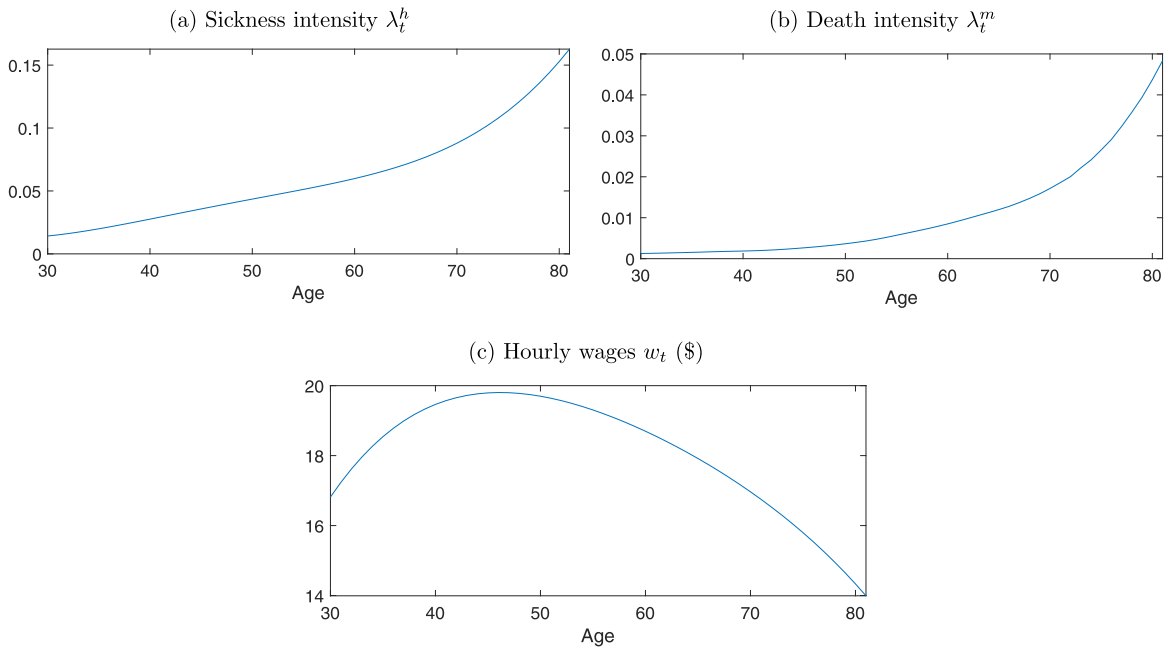 (a) Sickness intensity λ_t^h
0.15
0.1
0.05
0
30 40 50 60 70 80
Age
(b) Death intensity λ_t^m
0.05
0.04
0.03
0.02
0.01
0
30 40 50 60 70 80
Age
(c) Hourly wages w_t ($)
20
18
16
14
30 40 50 60 70 80
Age